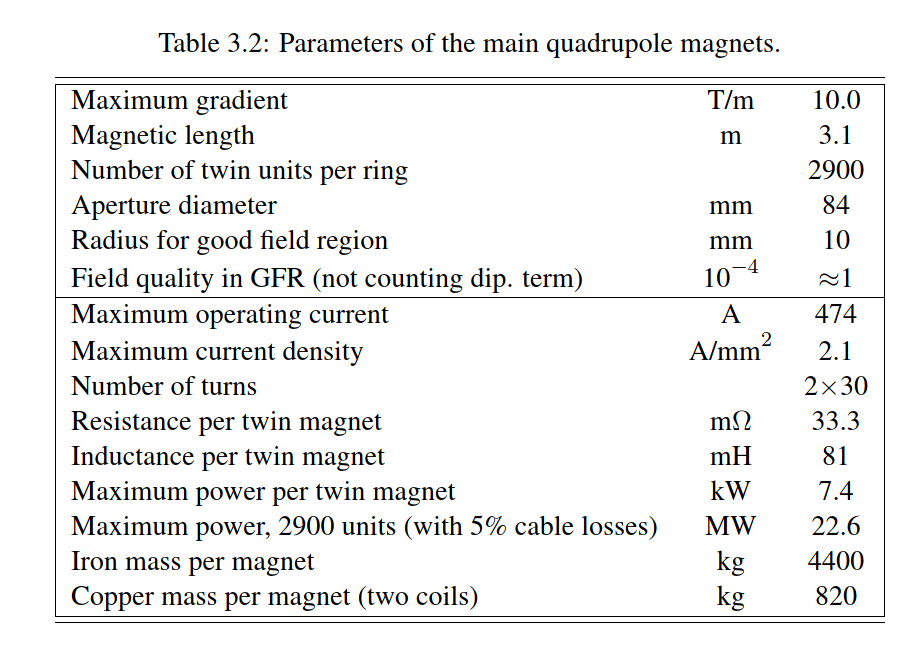 Table 3.2: Parameters of the main quadrupole magnets.
Maximum gradient T/m 10.0
Magnetic length m 3.1
Number of twin units per ring 2900
Aperture diameter mm 84
Radius for good field region mm 10
Field quality in GFR (not counting dip. term) 10⁻⁴ ≈1
Maximum operating current A 474
Maximum current density A/mm² 2.1
Number of turns 2×30
Resistance per twin magnet mΩ 33.3
Inductance per twin magnet mH 81
Maximum power per twin magnet kW 7.4
Maximum power, 2900 units (with 5% cable losses) MW 22.6
Iron mass per magnet kg 4400
Copper mass per magnet (two coils) kg 820